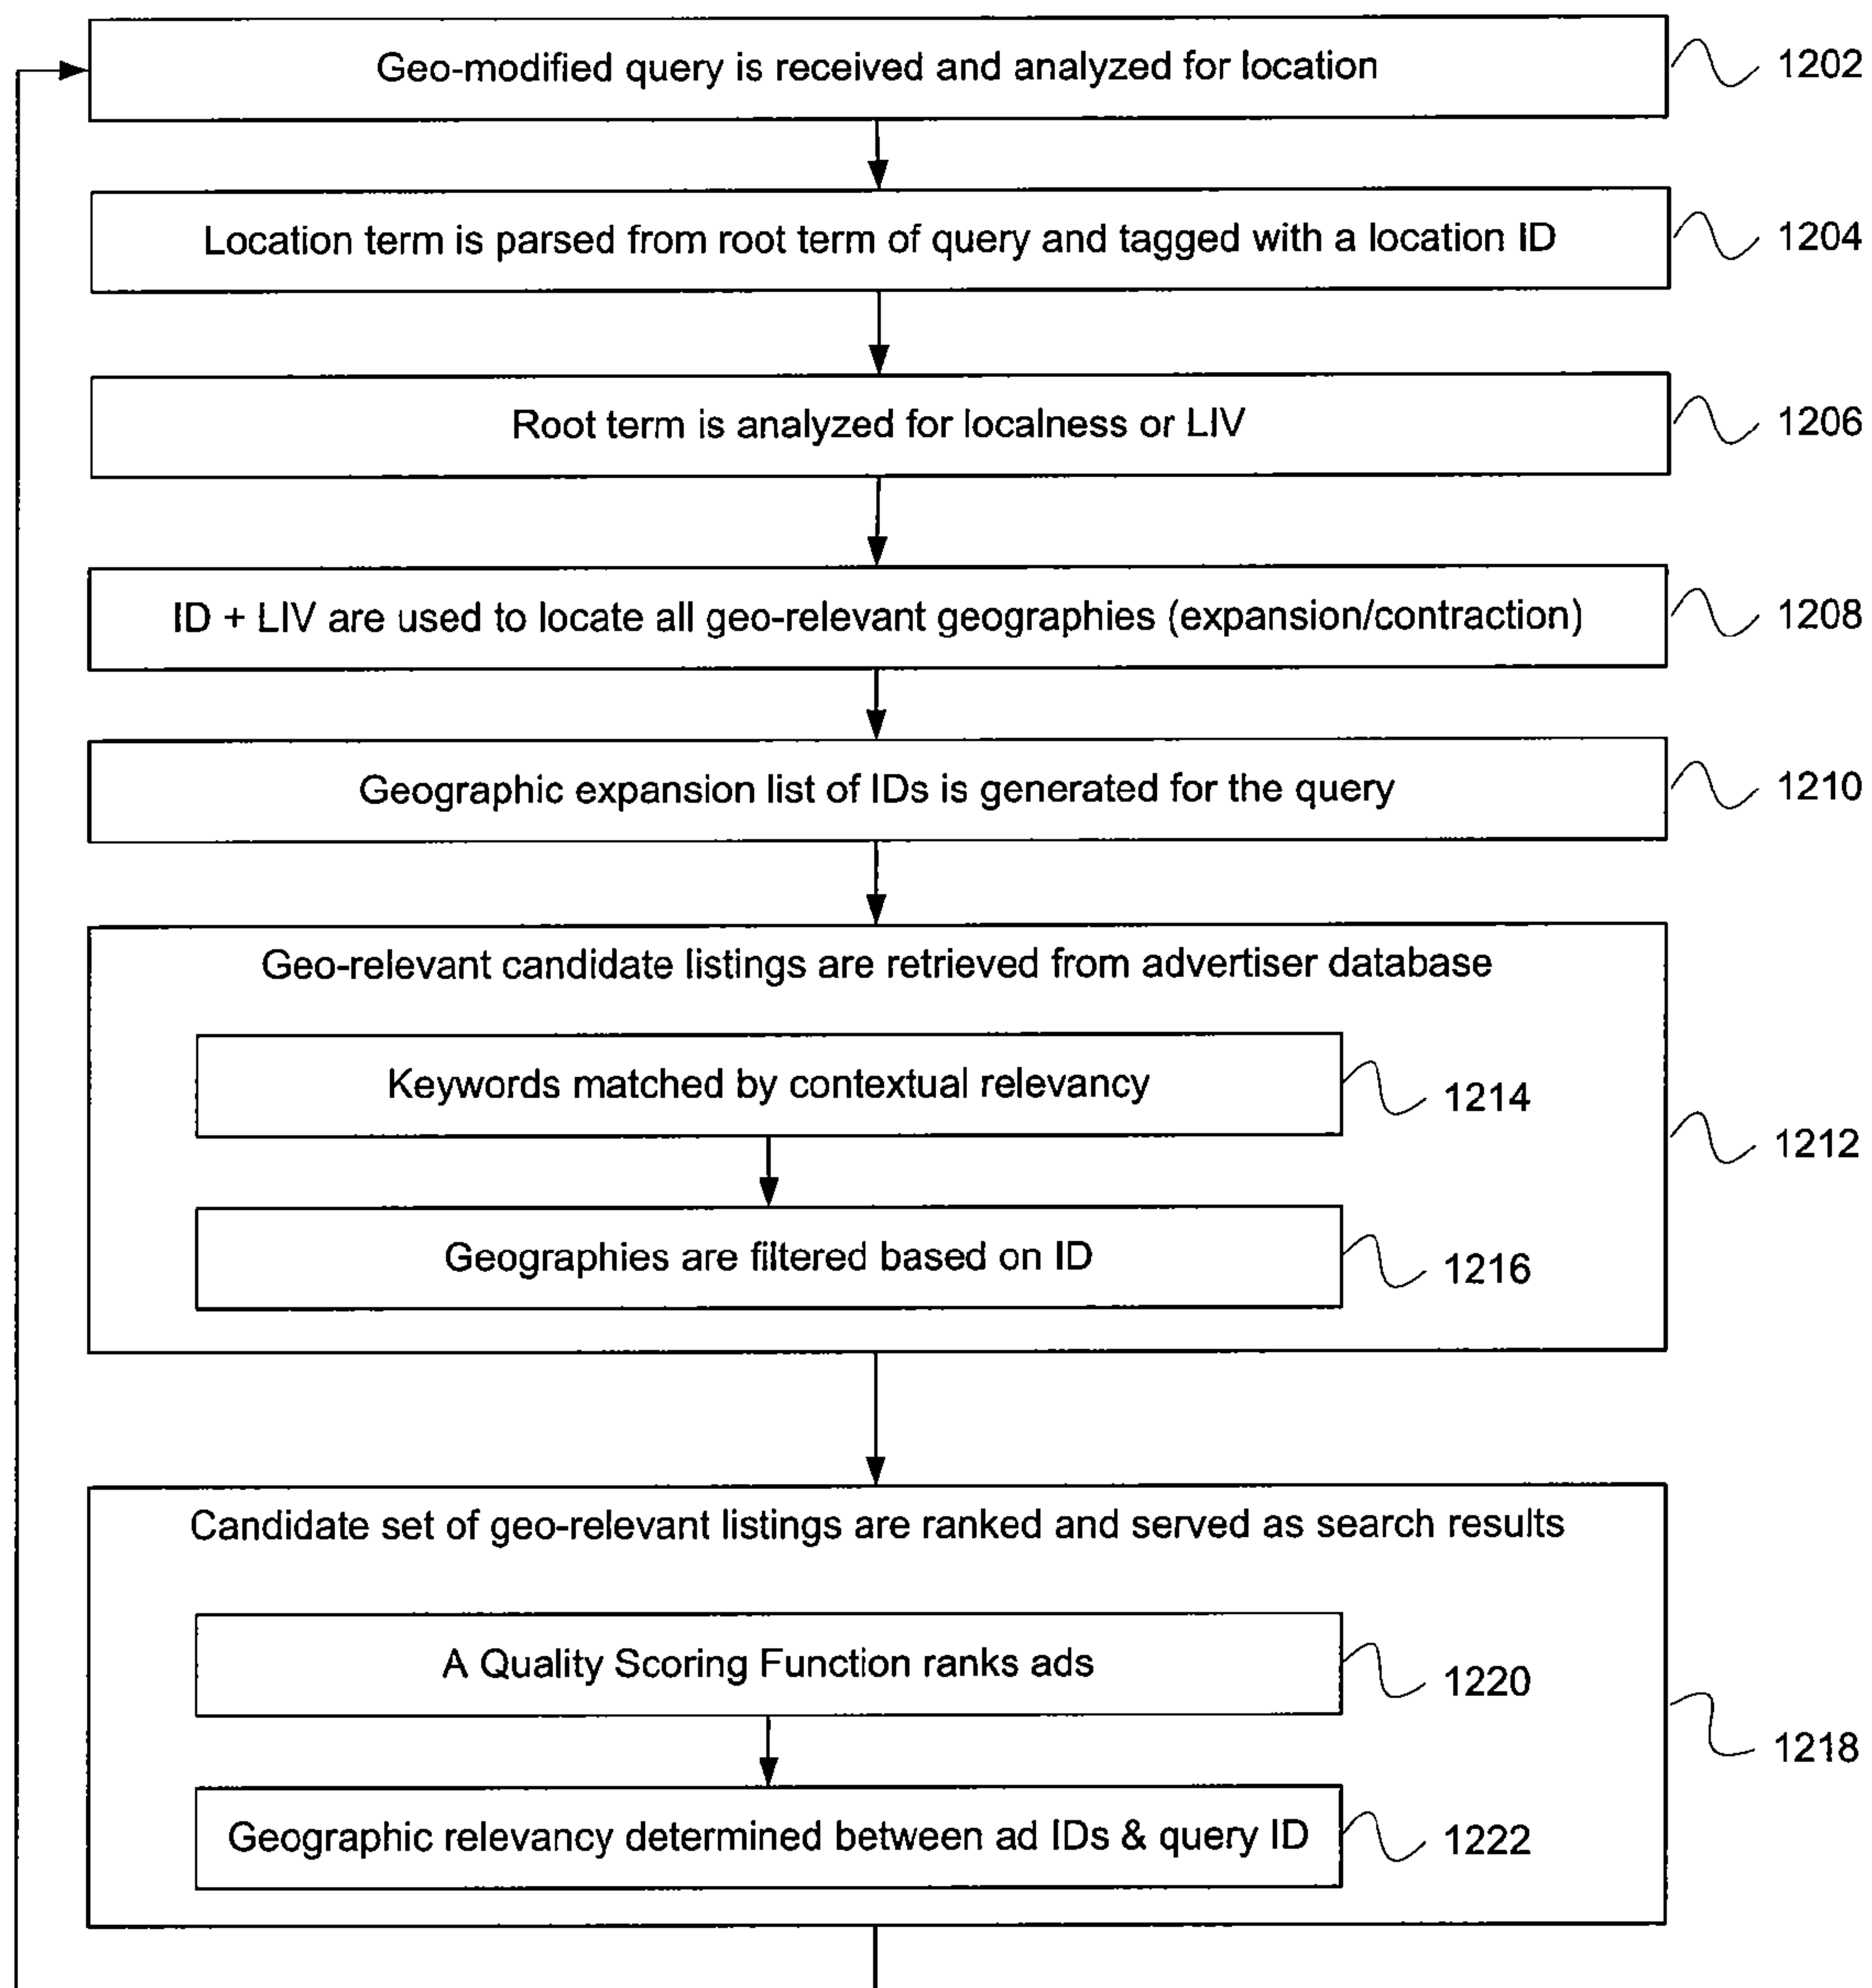 Geo-modified query is received and analyzed for location
1202
Location term is parsed from root term of query and tagged with a location ID
1204
Root term is analyzed for localness or LIV
1206
ID + LIV are used to locate all geo-relevant geographies (expansion/contraction)
1208
Geographic expansion list of IDs is generated for the query
1210
Geo-relevant candidate listings are retrieved from advertiser database
Keywords matched by contextual relevancy
1214
1212
Geographies are filtered based on ID
1216
Candidate set of geo-relevant listings are ranked and served as search results
A Quality Scoring Function ranks ads
1220
1218
Geographic relevancy determined between ad IDs & query ID
1222